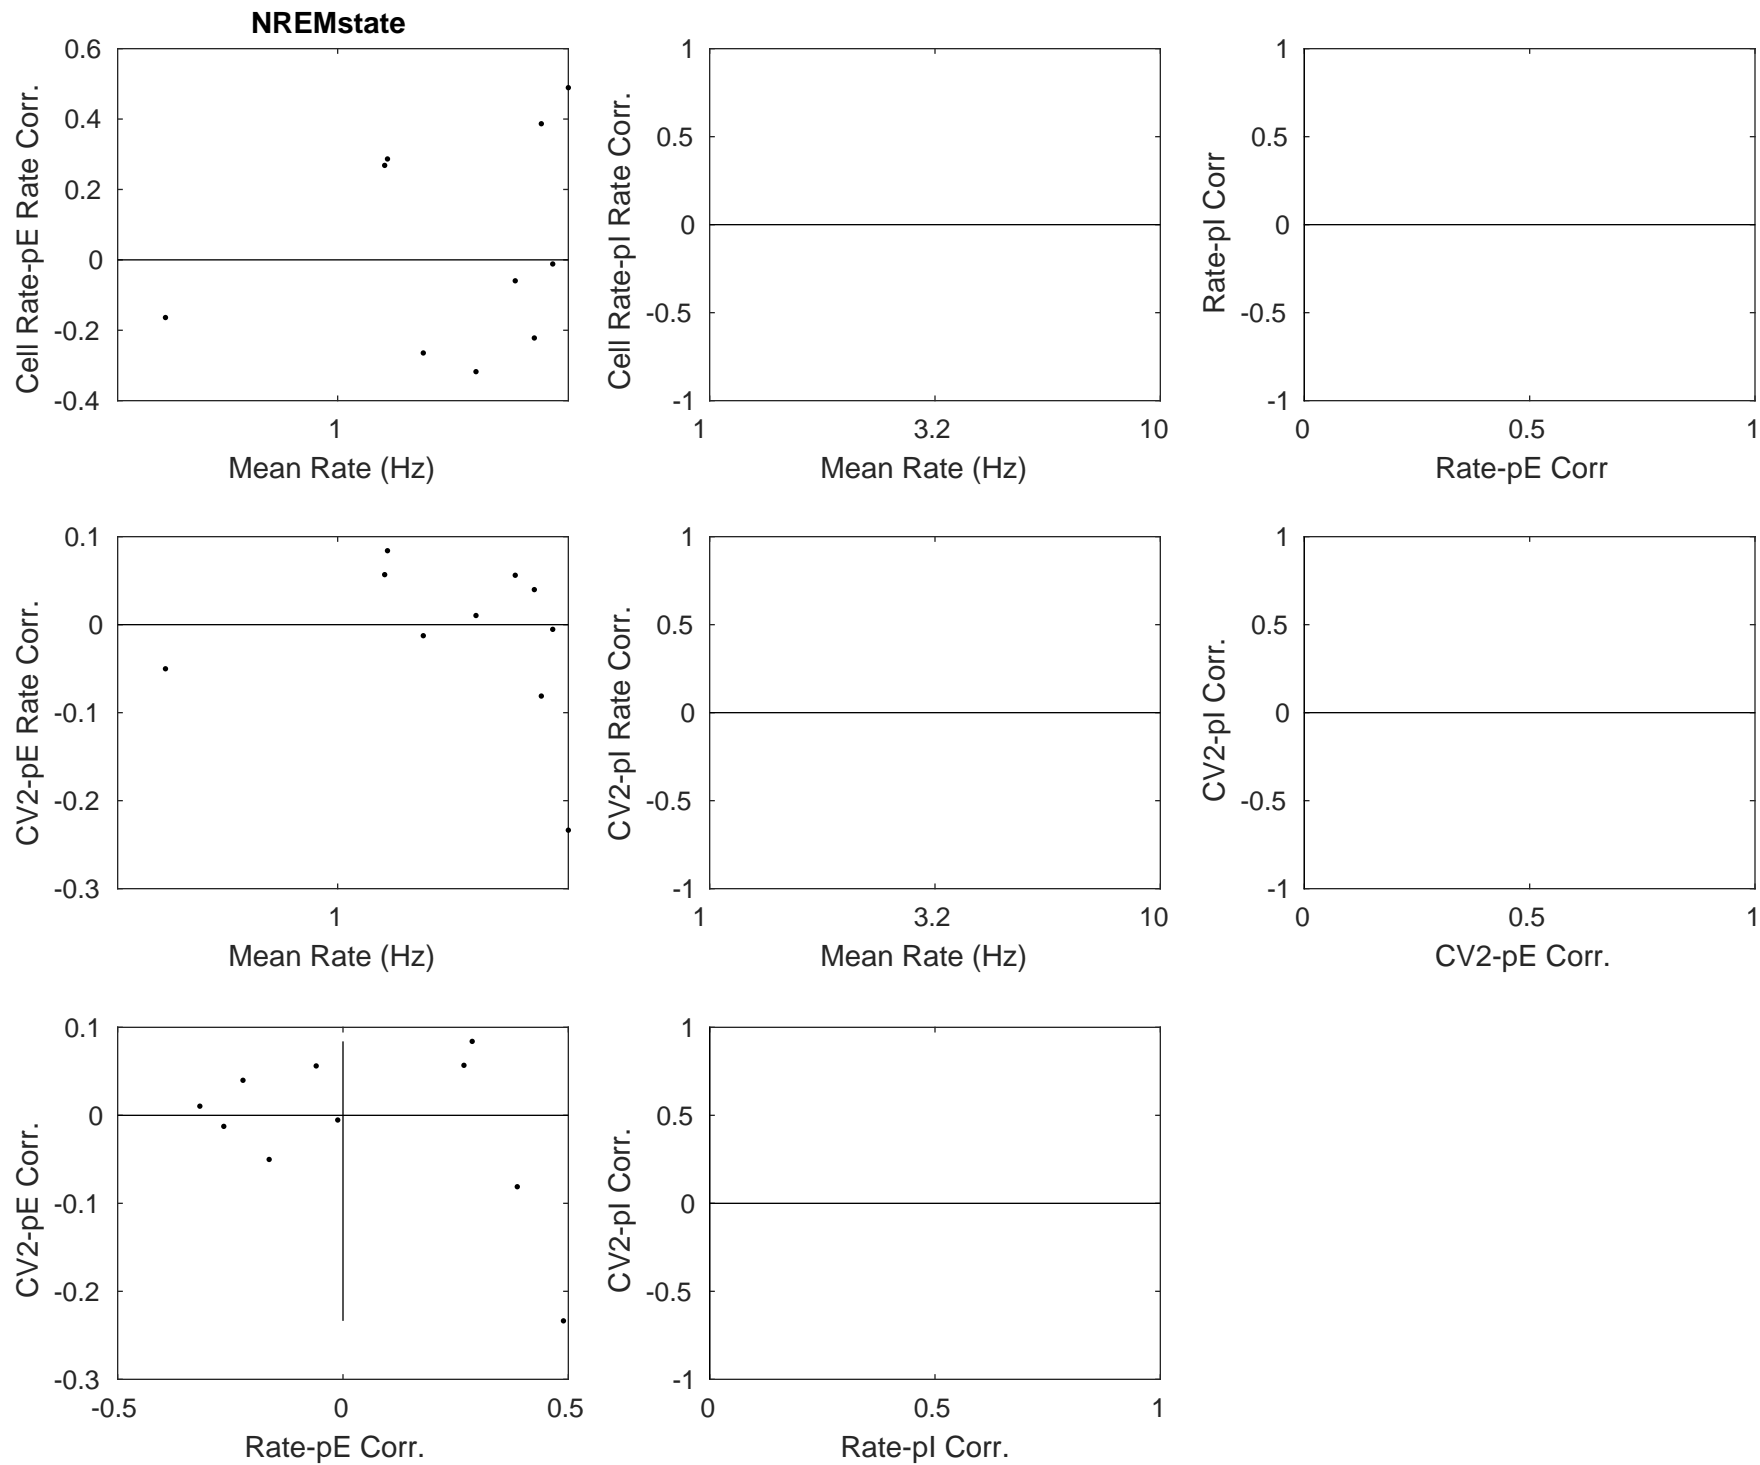 NREMstate
Cell Rate-pE Rate Corr.
0.6
0.4
0.2
0
-0.2
-0.4
1
Mean Rate (Hz)
Cell Rate-pI Rate Corr.
1
0.5
0
-0.5
-1
1 3.2 10
Mean Rate (Hz)
Rate-pI Corr
1
0.5
0
-0.5
-1
0 0.5 1
Rate-pE Corr
CV2-pE Rate Corr.
0.1
0
-0.1
-0.2
-0.3
1
Mean Rate (Hz)
CV2-pI Rate Corr.
1
0.5
0
-0.5
-1
1 3.2 10
Mean Rate (Hz)
CV2-pI Corr.
1
0.5
0
-0.5
-1
0 0.5 1
CV2-pE Corr.
CV2-pE Corr.
0.1
0
-0.1
-0.2
-0.3
-0.5 0 0.5
Rate-pE Corr.
CV2-pI Corr.
1
0.5
0
-0.5
-1
0 0.5 1
Rate-pI Corr.